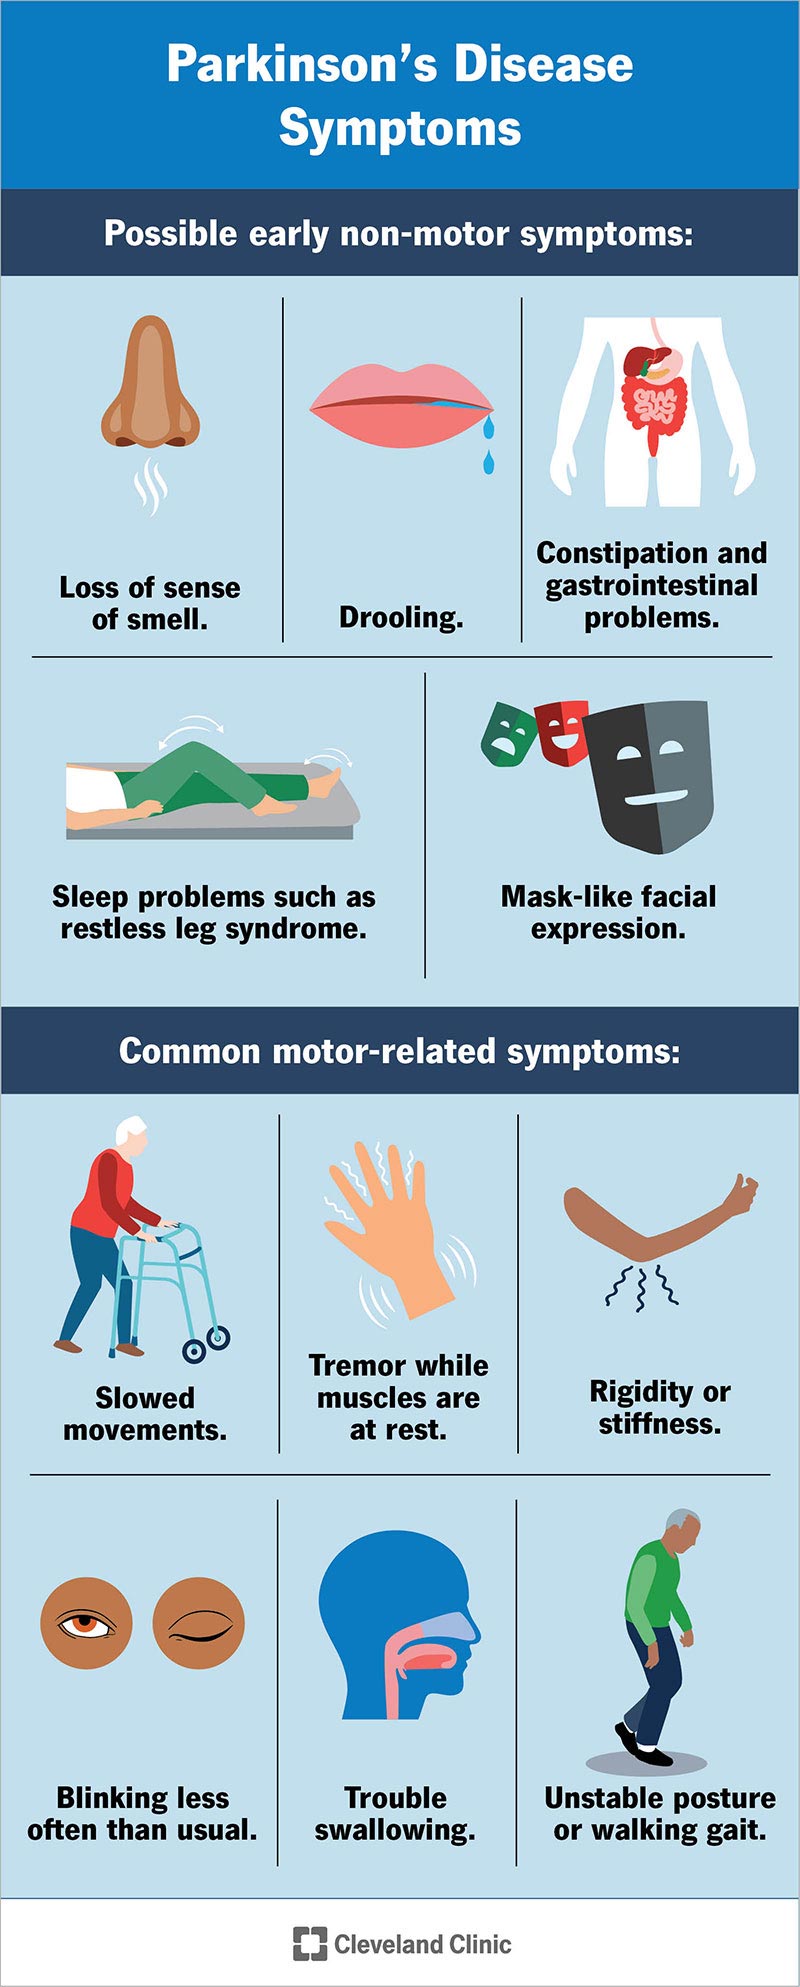 Parkinson's Disease
Symptoms
Possible early non-motor symptoms:
Loss of sense
of smell.
Drooling.
Constipation and
gastrointestinal
problems.
Sleep problems such as
restless leg syndrome.
Mask-like facial
expression.
Common motor-related symptoms:
Slowed
movements.
Tremor while
muscles are
at rest.
Rigidity or
stiffness.
Blinking less
often than usual.
Trouble
swallowing.
Unstable posture
or walking gait.
Cleveland Clinic